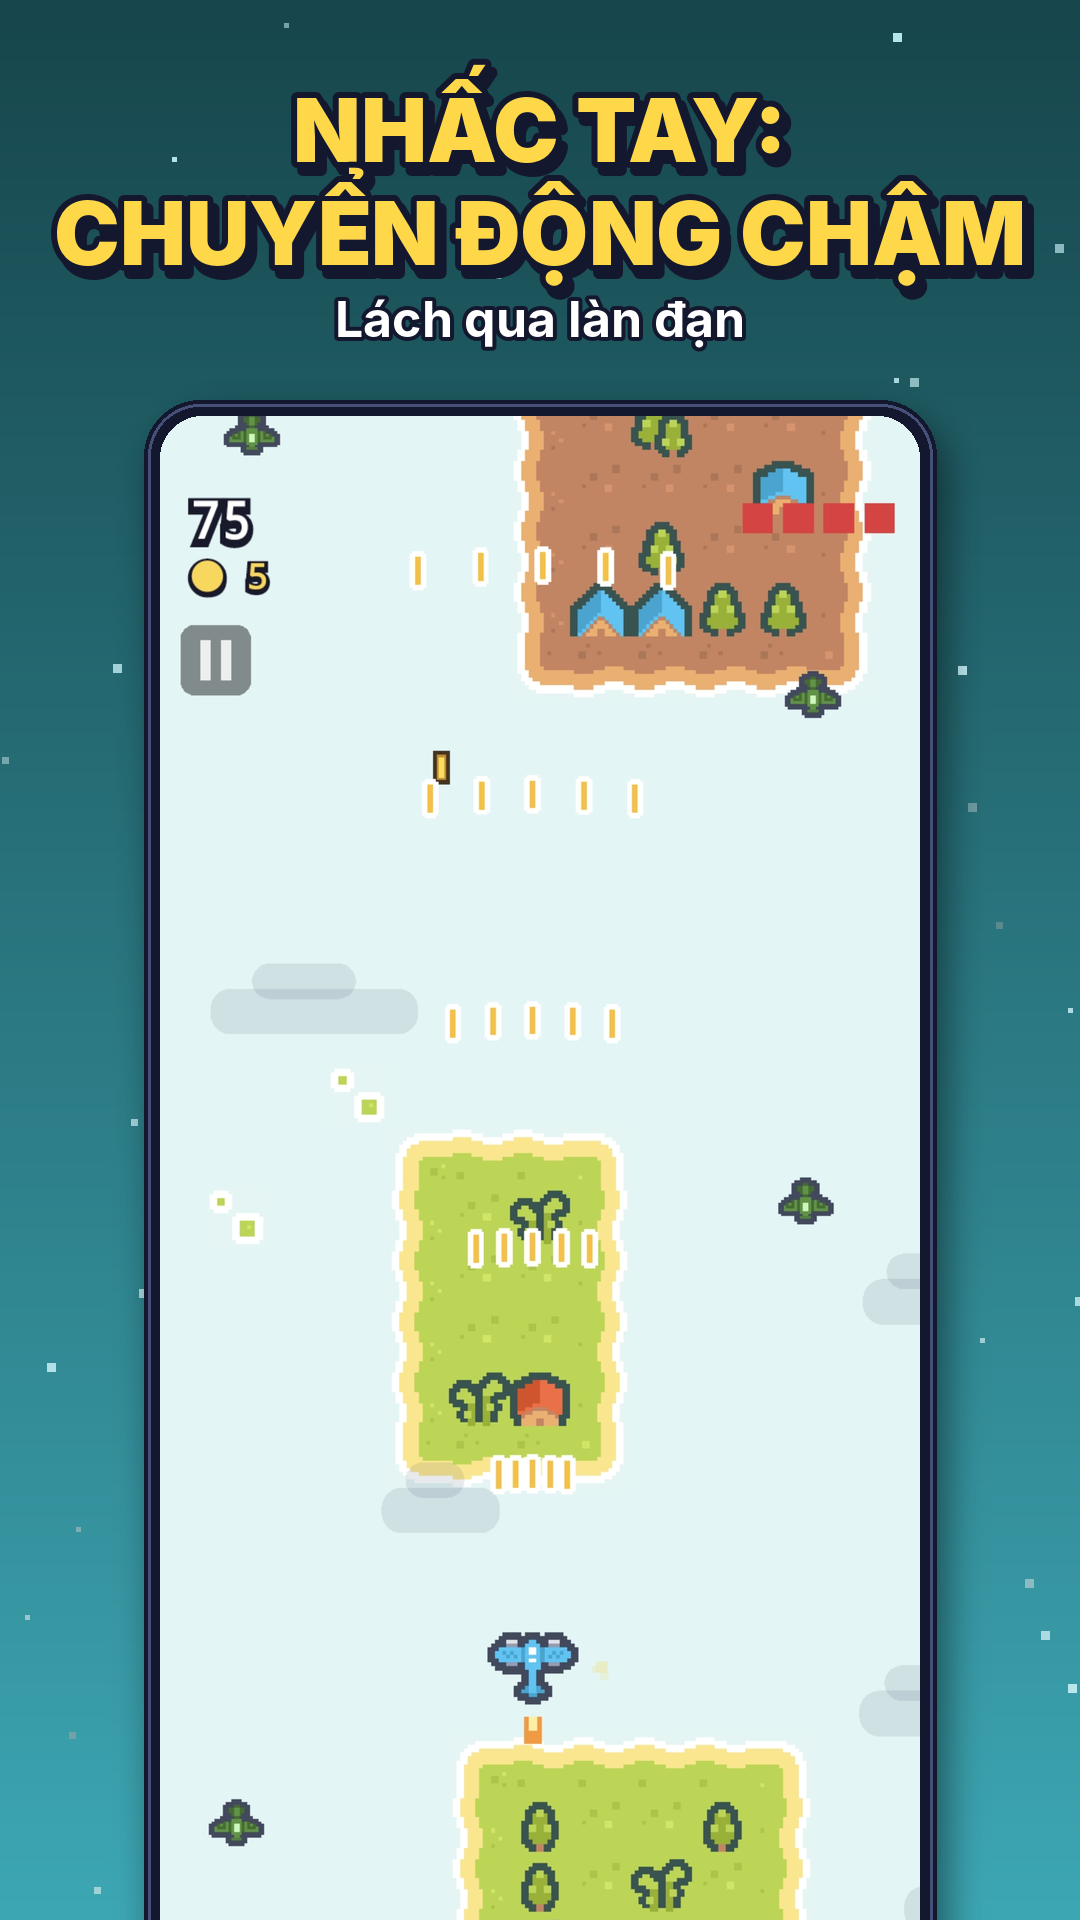 NHẤC TAY:
CHUYỂN ĐỘNG CHẬM
Lách qua làn đạn
75
5